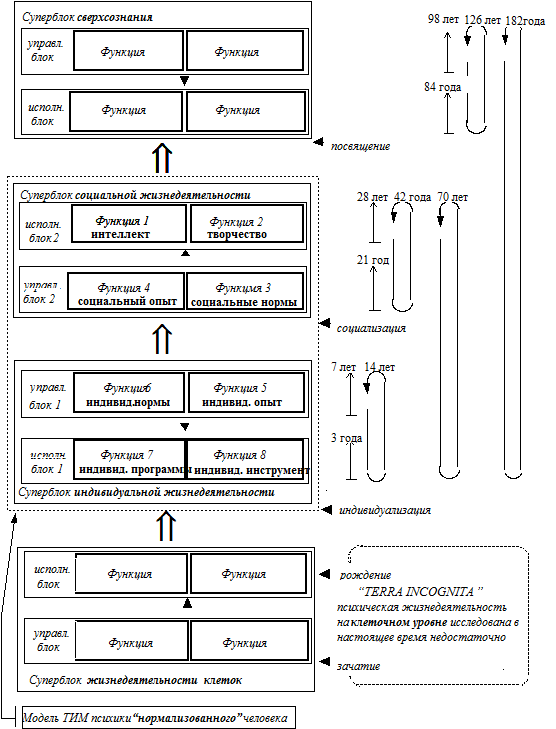 Суперблок сверхсознания
98 лет 126 лет 182года
управл.
блок
Функция Функция
84 года
исполн.
блок
Функция Функция
посвящение
Суперблок социальной жизнедеятельности
28 лет 42 года 70 лет
исполн.
блок 2
Функция 1
интеллект
Функция 2
творчество
21 год
управл.
блок 2
Функция 4
социальный опыт
Функимя 3
социальные нормы
социализация
7 лет 14 лет
управл.
блок 1
Функция6
индивид.нормы
Функция 5
индивид. опыт
3 года
исполн.
блок 1
Функция 7
индивид. программы
Функция 8
индивид. инструмент
Суперблок индивидуальной жизнедеятельности
индивидуализация
исполн.
блок
Функция Функция
рождение
“TERRA INCOGNITA ”
психическая жизнедеятельность
на клеточном уровне исследована в
настоящее время недостаточно
управл.
блок
Функция Функция
зачатие
Суперблок жизнедеятельности клеток
Модель ТИМ психики “нормализованного” человека